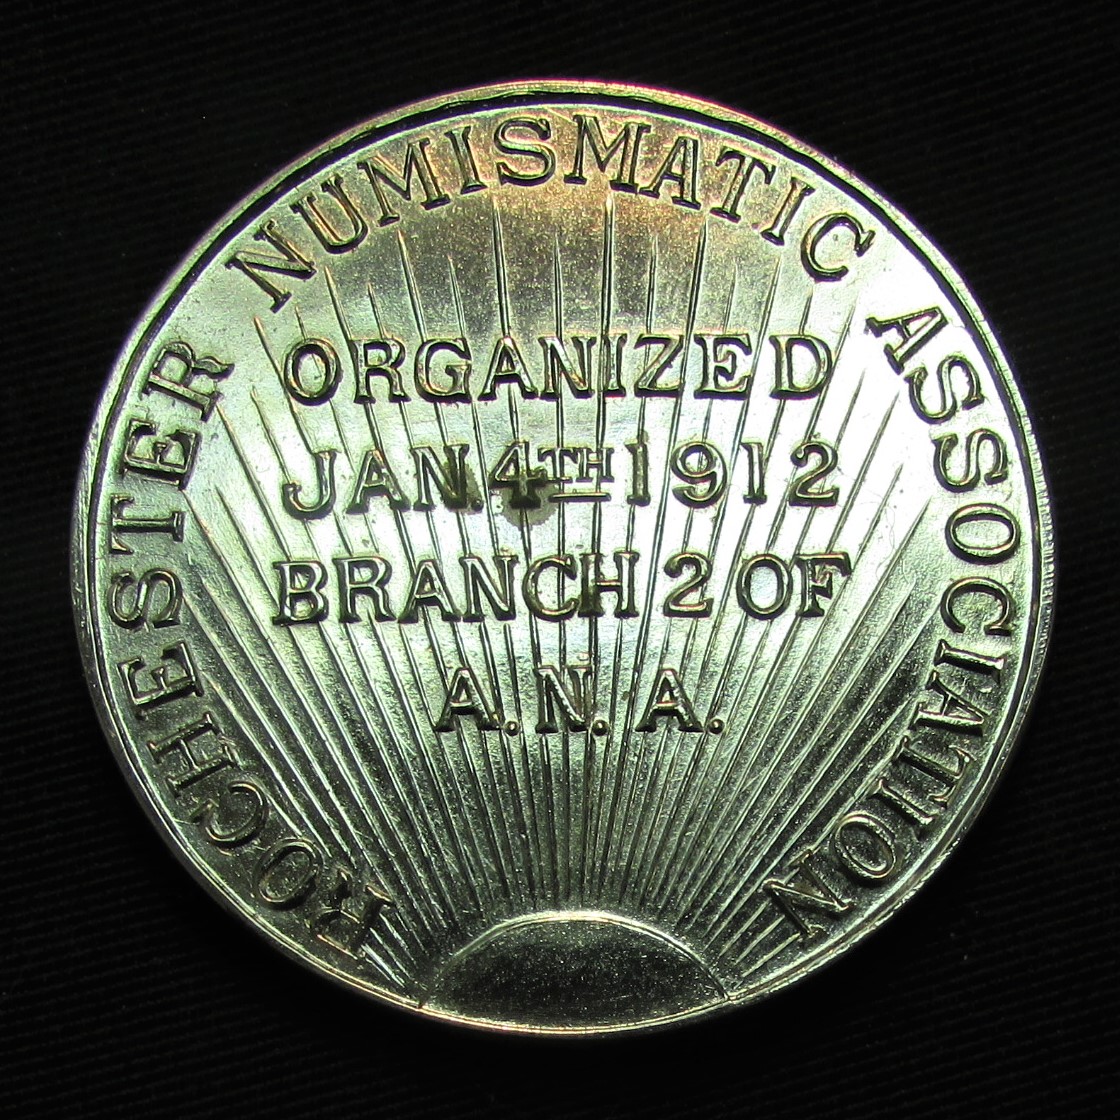 ROCHESTER NUMISMATIC ASSOCIATION
ORGANIZED
JAN. 4TH 1912
BRANCH 2 OF
A. N. A.